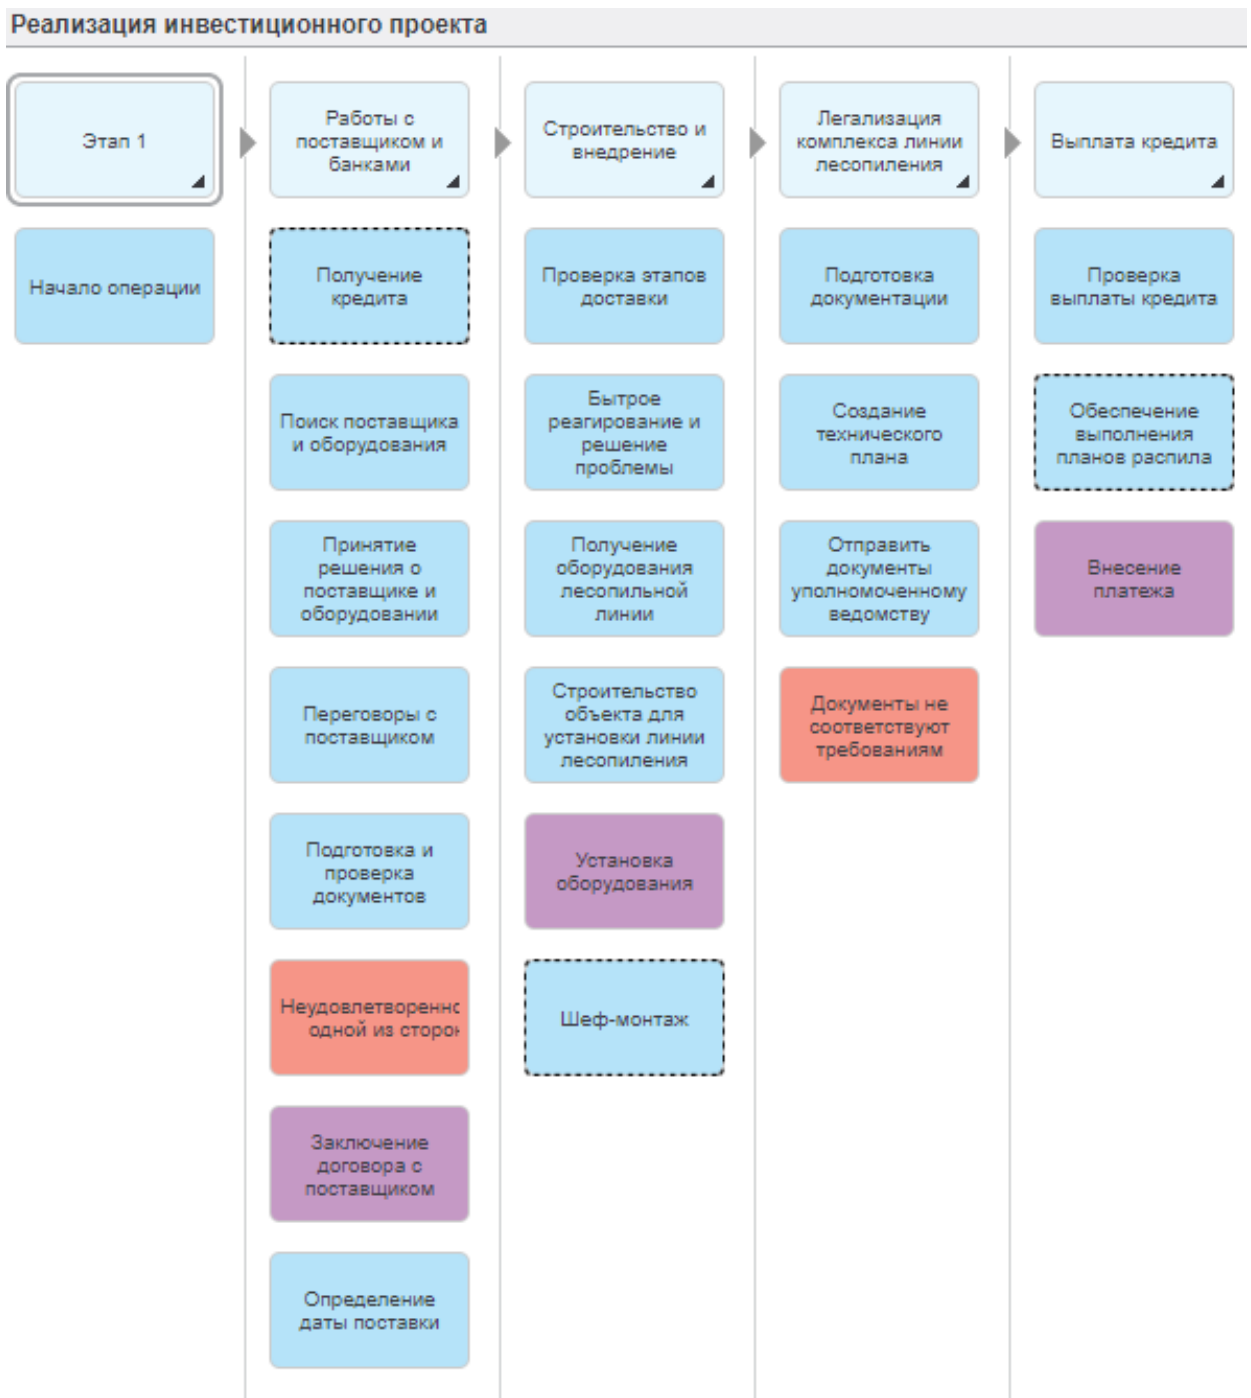 Реализация инвестиционного проекта
Этап 1
Работы с
поставщиком и
банками
Строительство и
внедрение
Легализация
комплекса линии
лесопиления
Выплата кредита
Начало операции
Получение
кредита
Поиск поставщика
и оборудования
Принятие
решения о
поставщике и
оборудовании
Переговоры с
поставщиком
Подготовка и
проверка
документов
Неудовлетворенно
одной из сторон
Заключение
договора с
поставщиком
Определение
даты поставки
Проверка этапов
доставки
Бытрое
реагирование и
решение
проблемы
Получение
оборудования
лесопильной
линии
Строительство
объекта для
установки линии
лесопиления
Установка
оборудования
Шеф-монтаж
Подготовка
документации
Создание
технического
плана
Отправить
документы
уполномоченному
ведомству
Документы не
соответствуют
требованиям
Проверка
выплаты кредита
Обеспечение
выполнения
планов распила
Внесение
платежа